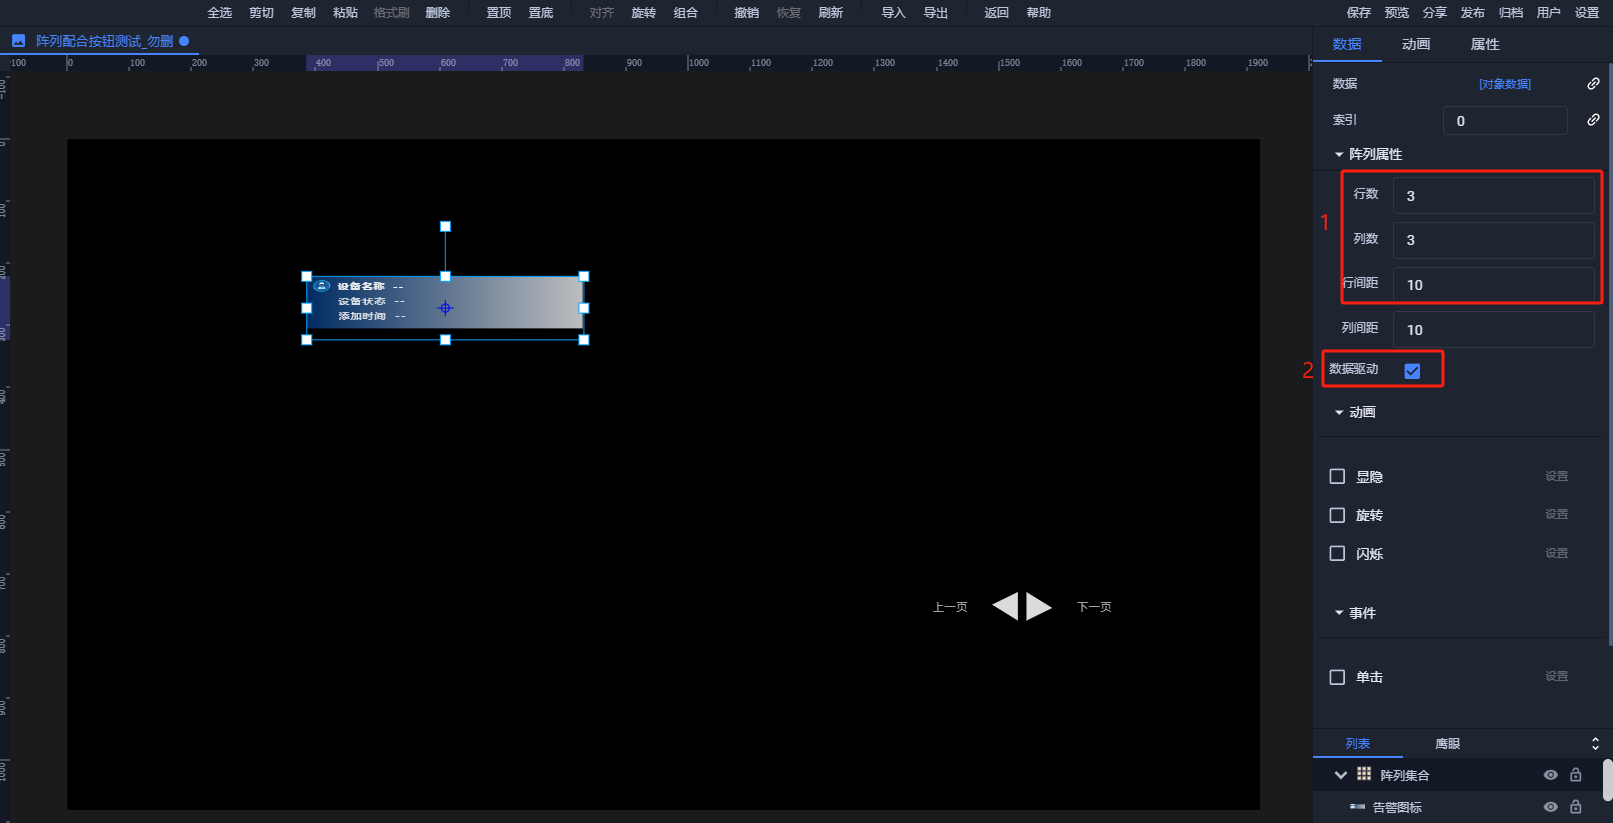 全选 剪切 复制 粘贴 格式刷 删除 置顶 置底 对齐 旋转 组合 撤销 恢复 刷新 导入 导出 返回 帮助 保存 预览 分享 发布 归档 用户 设置
阵列配合按钮测试_勿删
数据 动画 属性
-100 0 100 200 300 400 500 600 700 800 900 1000 1100 1200 1300 1400 1500 1600 1700 1800 1900
数据 [对象数据]
索引 0
阵列属性
行数 3
1
列数 3
行间距 10
列间距 10
2 数据驱动
设备名称 --
设备状态 --
添加时间 --
动画
显隐 设置
旋转 设置
闪烁 设置
上一页 下一页
事件
单击 设置
列表 鹰眼
阵列集合
告警图标